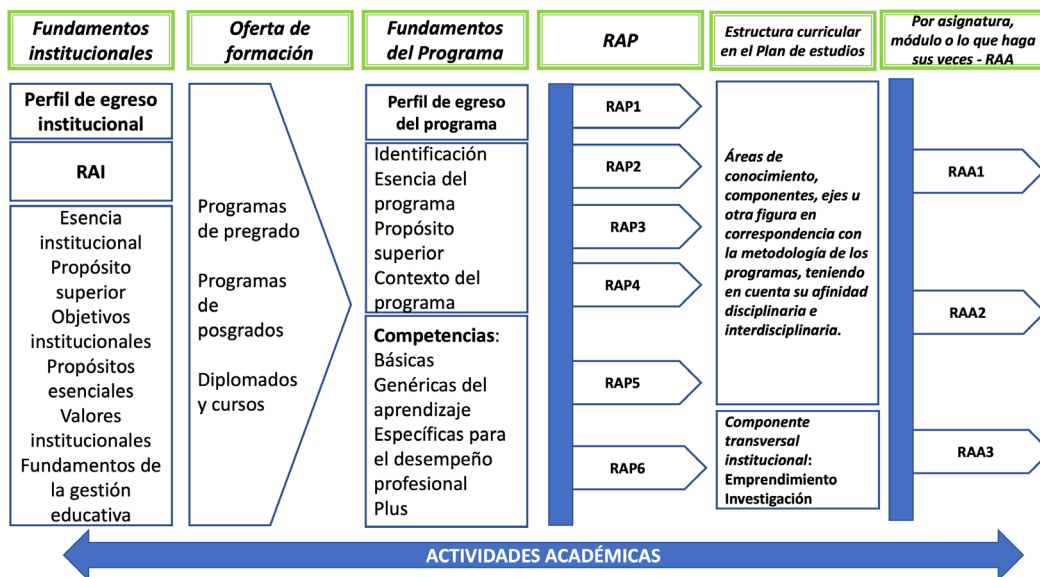 Fundamentos
institucionales
Oferta de
formación
Fundamentos
del Programa
RAP
Estructura curricular
en el Plan de estudios
Por asignatura,
módulo o lo que haga
sus veces - RAA
Perfil de egreso
institucional
RAI
Esencia
institucional
Propósito
superior
Objetivos
institucionales
Propósitos
esenciales
Valores
institucionales
Fundamentos de
la gestión
educativa
Programas
de pregrado
Programas
de
posgrados
Diplomados
y cursos
Perfil de egreso
del programa
Identificación
Esencia del
programa
Propósito
superior
Contexto del
programa
Competencias:
Básicas
Genéricas del
aprendizaje
Específicas para
el desempeño
profesional
Plus
RAP1
RAP2
RAP3
RAP4
RAP5
RAP6
Áreas de
conocimiento,
componentes, ejes u
otra figura en
correspondencia con
la metodología de los
programas, teniendo
en cuenta su afinidad
disciplinaria e
interdisciplinaria.
Componente
transversal
institucional:
Emprendimiento
Investigación
RAA1
RAA2
RAA3
ACTIVIDADES ACADÉMICAS